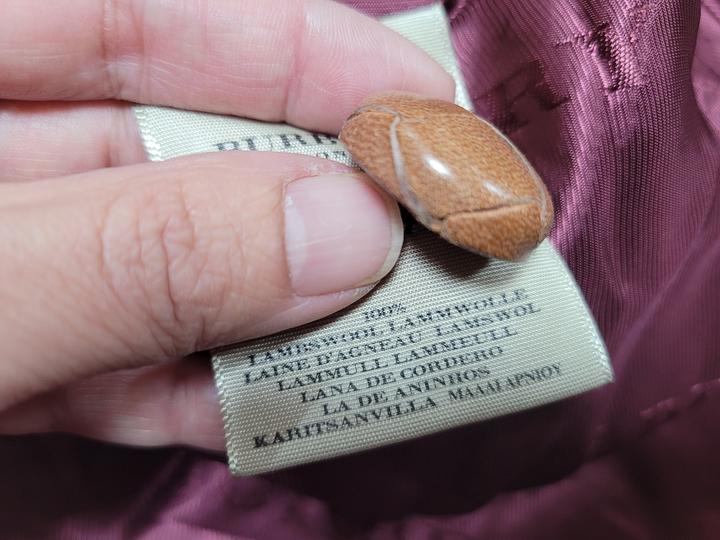 100%
LAMBSWOOL LAMMWOLLE
LAINE D'AGNEAU LAMSWOL
LAMMULL LAMMEULL
LANA DE CORDERO
LA DE ANINHOS
KARITSANVILLA ΜΑΛΛΙ ΑΡΝΙΟΥ